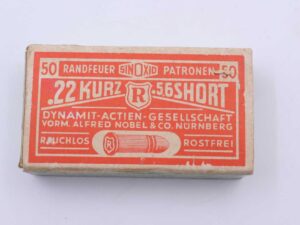 50 RANDFEUER SINOXID PATRONEN 50
.22 KURZ R .56 SHORT
DYNAMIT-ACTIEN-GESELLSCHAFT
VORM. ALFRED NOBEL & CO. NÜRNBERG
RAUCHLOS R ROSTFREI